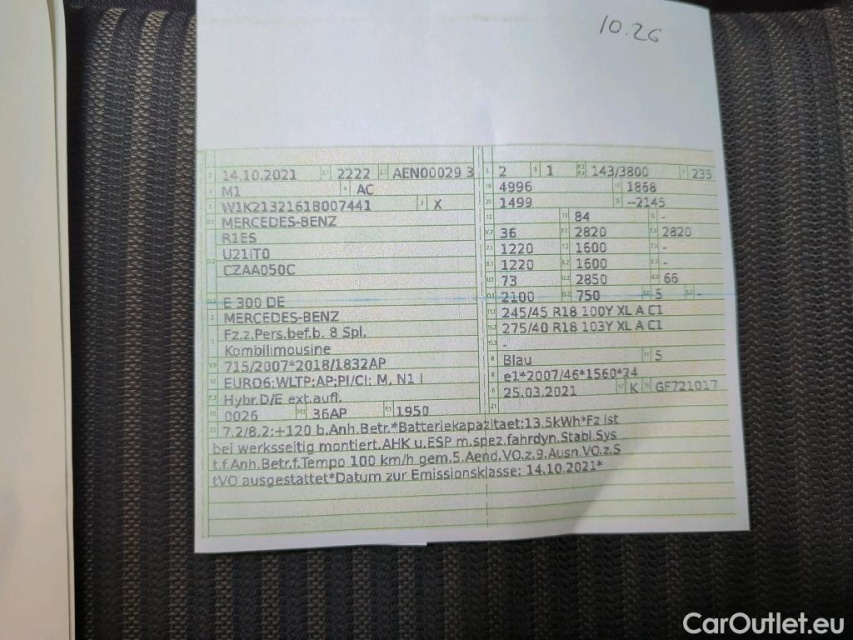 10.26
14.10.2021 2222 AEN00029 3
M1 AC
W1K21321618007441 X
MERCEDES-BENZ
R1ES
U21IT0
CZAA050C
E 300 DE
MERCEDES-BENZ
Fz.z.Pers.bef.b. 8 Spl.
Kombilimousine
715/2007*2018/1832AP
EURO6;WLTP;AP;PI/CI; M, N1 I
Hybr.D/E ext.aufl.
0026 36AP 1950
2 1 143/3800 235
4996 1868
1499 —2145
84 -
36 2820 2820
1220 1600 -
1220 1600 -
73 2850 66
2100 750 5 -
245/45 R18 100Y XL A C1
275/40 R18 103Y XL A C1
-
Blau 5
e1*2007/46*1560*24
25.03.2021 K GF721017
7.2/8.2:+120 b.Anh.Betr.*Batteriekapazitaet:13,5kWh*Fz ist
bei werksseitig montiert.AHK u.ESP m.spez.fahrdyn.Stabl.Sys
t.f.Anh.Betr.f.Tempo 100 km/h gem.5.Aend.VO.z.9.Ausn.VO.z.S
tVO ausgestattet*Datum zur Emissionsklasse: 14.10.2021*
CarOutlet.eu